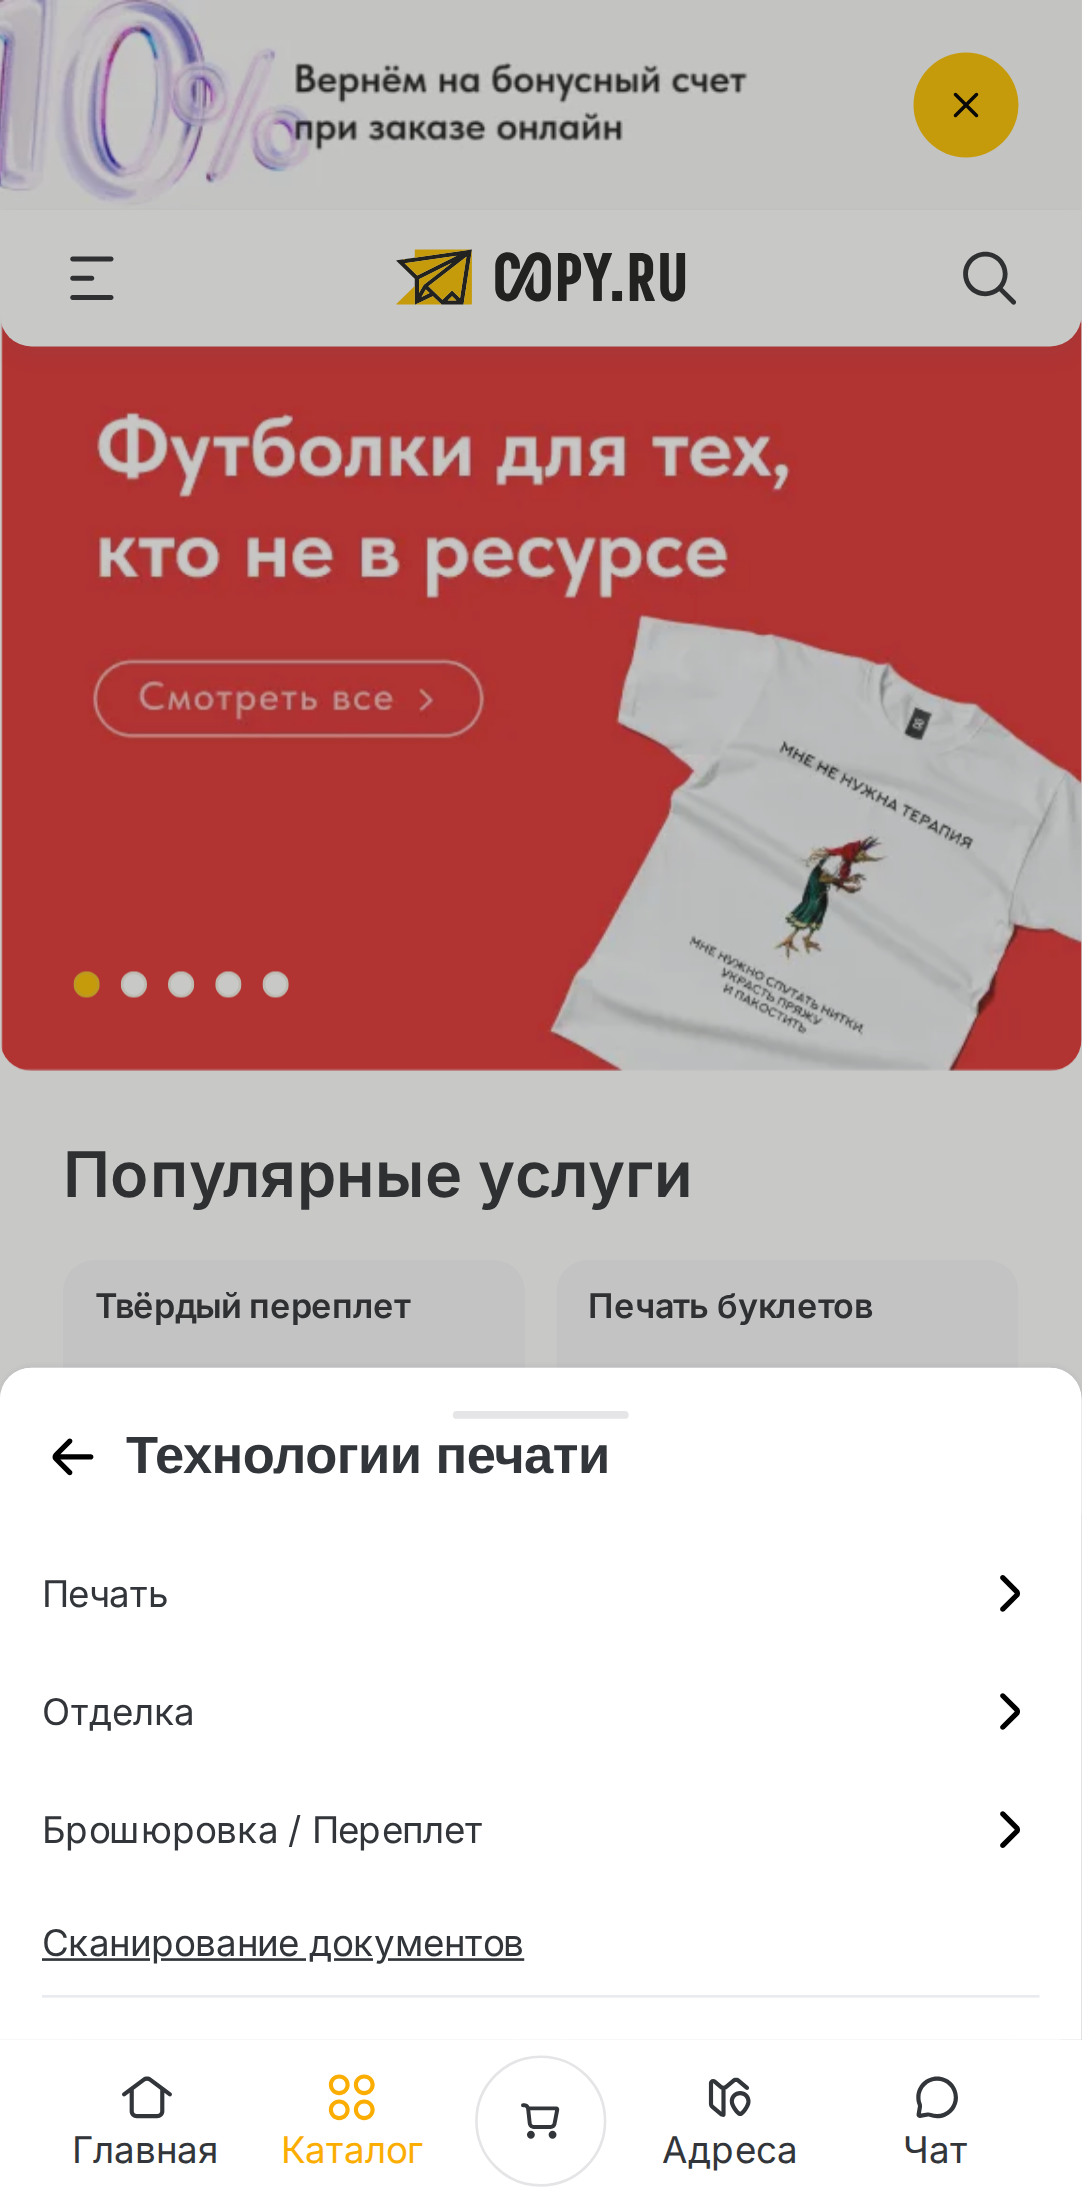 10%
Вернём на бонусный счет
при заказе онлайн
COPY.RU
Футболки для тех,
кто не в ресурсе
Смотреть все
МНЕ НЕ НУЖНА ТЕРАПИЯ
МНЕ НУЖНО СПУТАТЬ НИТКИ,
УКРАСТЬ ПРЯЖУ
И ПАКОСТИТЬ
Популярные услуги
Твёрдый переплет
Печать буклетов
Технологии печати
Печать
Отделка
Брошюровка / Переплет
Сканирование документов
Главная
Каталог
Адреса
Чат